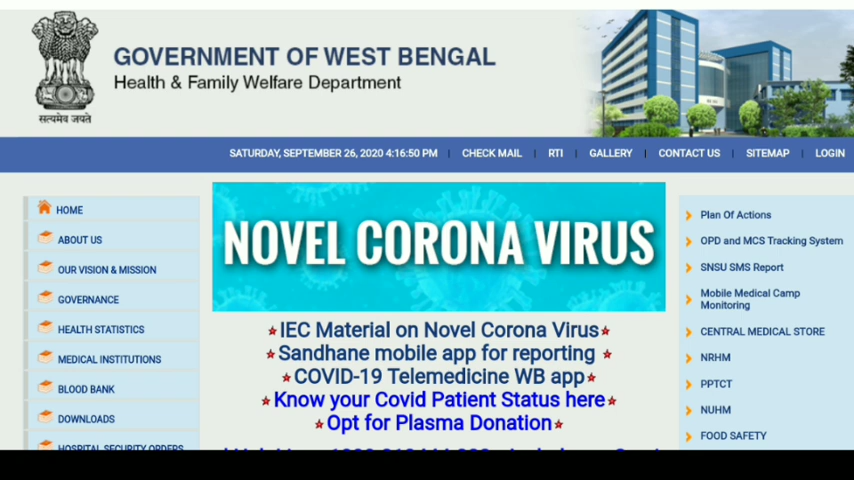 सत्यमेव जयते
GOVERNMENT OF WEST BENGAL
Health & Family Welfare Department
SATURDAY, SEPTEMBER 26, 2020 4:16:50 PM | CHECK MAIL | RTI | GALLERY | CONTACT US | SITEMAP | LOGIN
HOME
ABOUT US
OUR VISION & MISSION
GOVERNANCE
HEALTH STATISTICS
MEDICAL INSTITUTIONS
BLOOD BANK
DOWNLOADS
HOSPITAL SECURITY ORDERS
NOVEL CORONA VIRUS
IEC Material on Novel Corona Virus
Sandhane mobile app for reporting
COVID-19 Telemedicine WB app
Know your Covid Patient Status here
Opt for Plasma Donation
Plan Of Actions
OPD and MCS Tracking System
SNSU SMS Report
Mobile Medical Camp
Monitoring
CENTRAL MEDICAL STORE
NRHM
PPTCT
NUHM
FOOD SAFETY